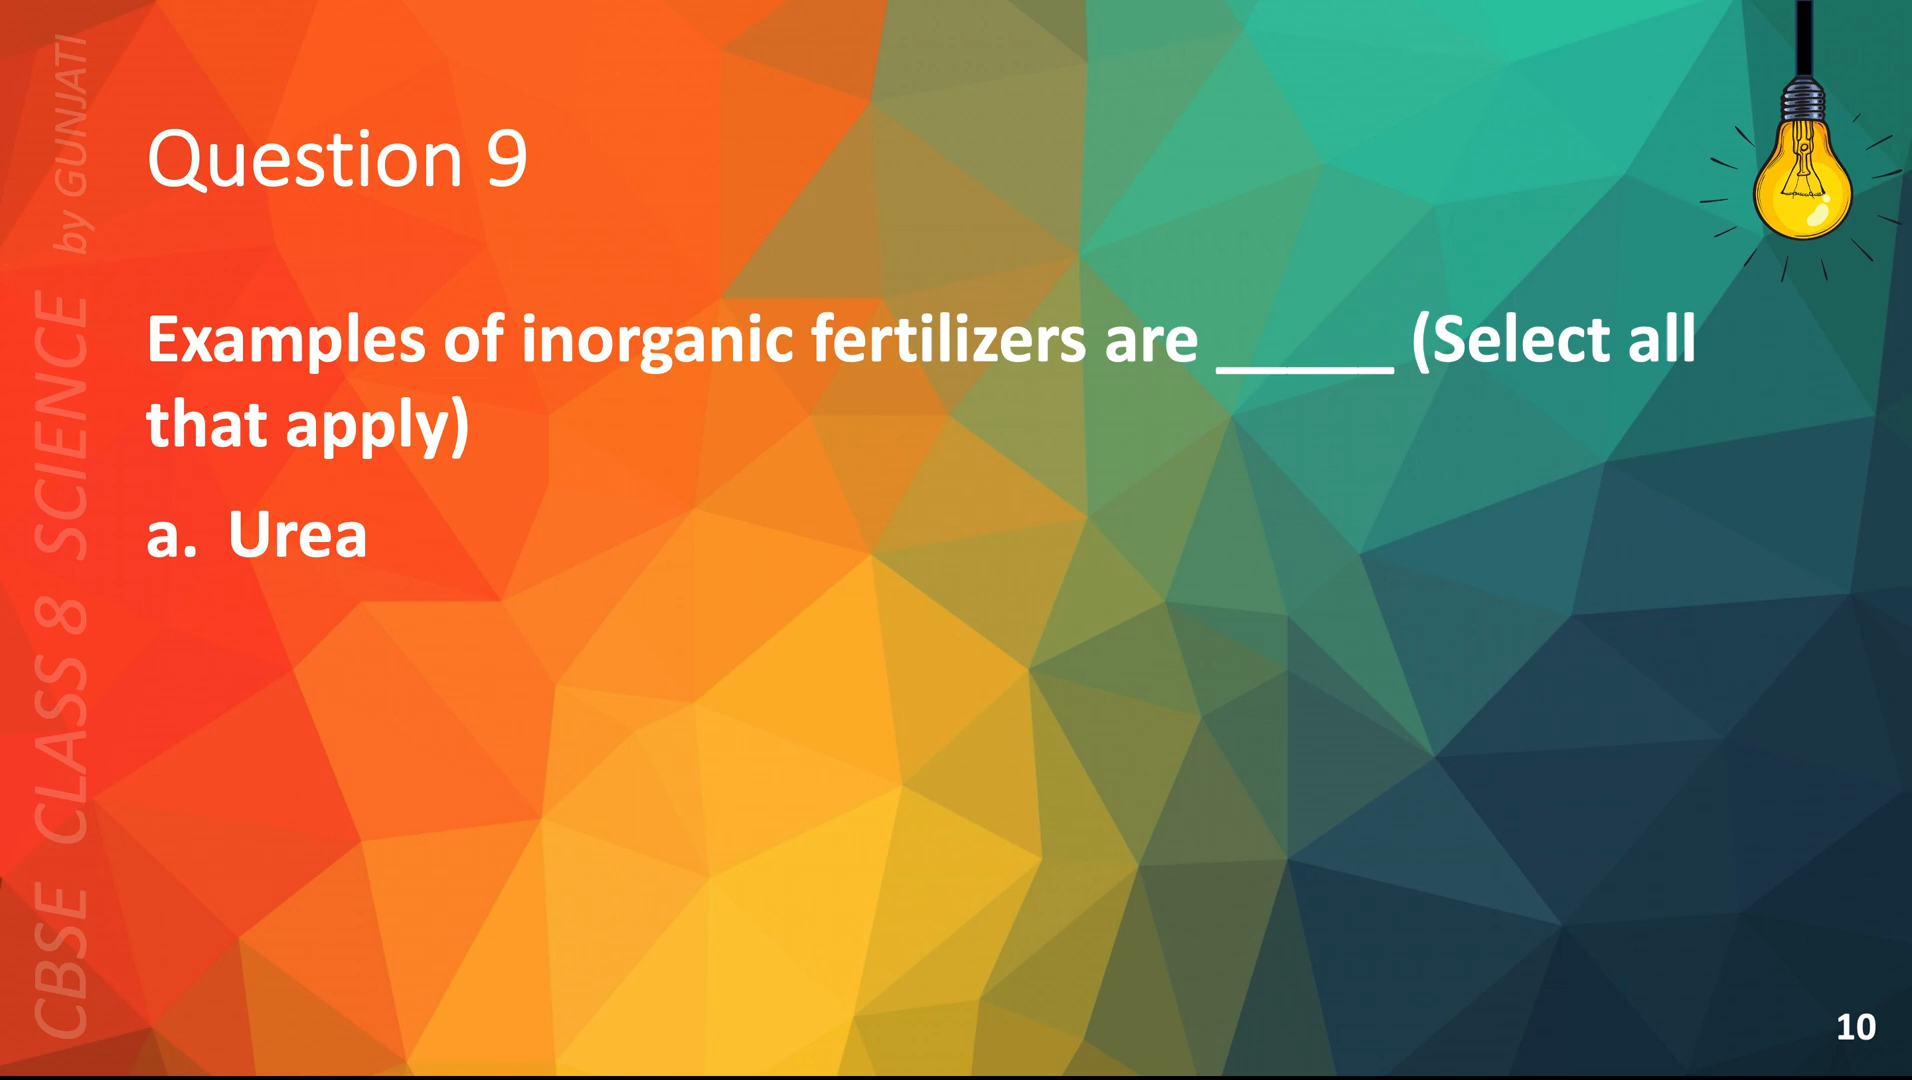 Question 9
Examples of inorganic fertilizers are ______ (Select all
that apply)
a. Urea
CBSE CLASS 8 SCIENCE by GUNJATI
10